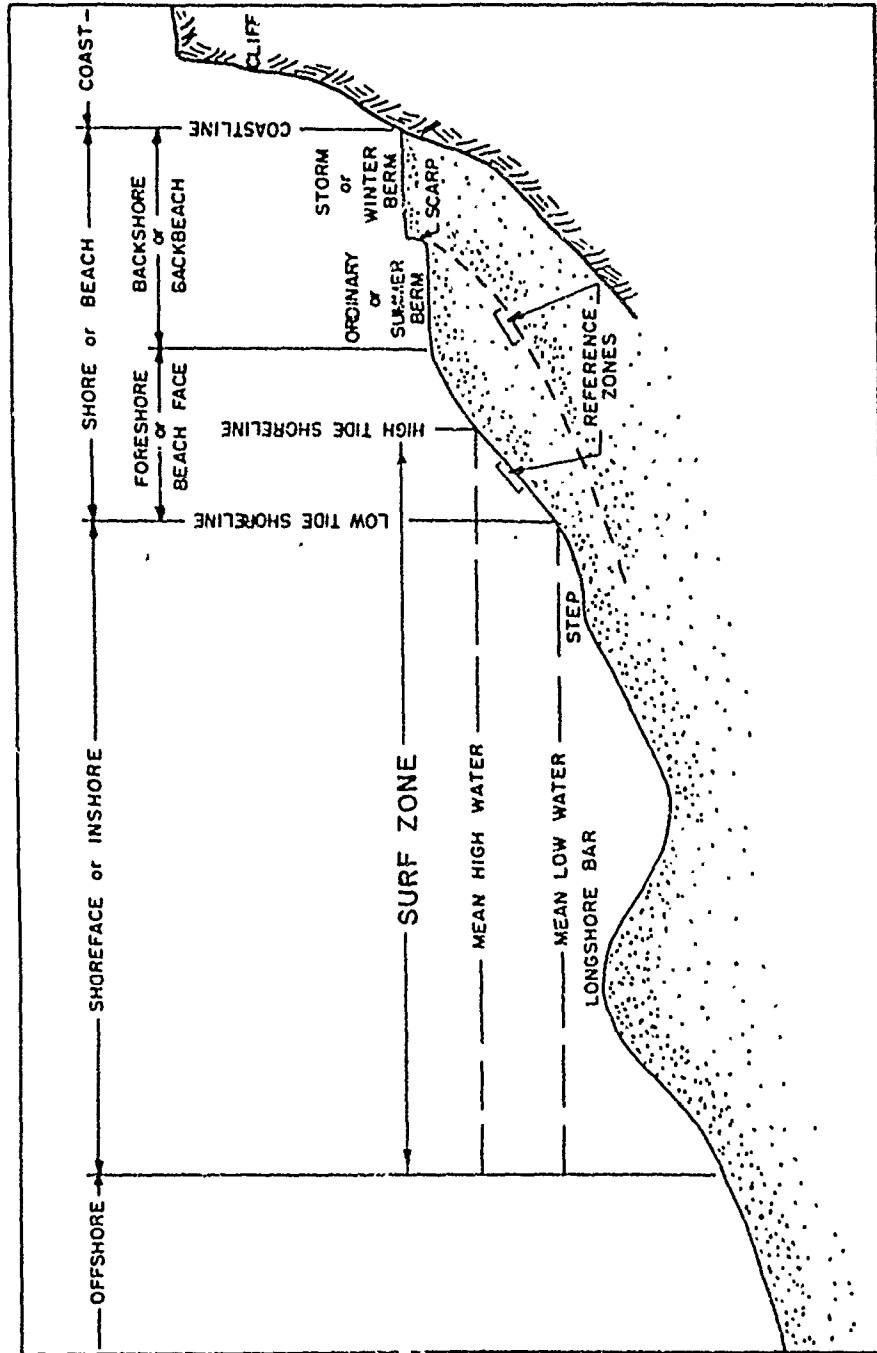 OFFSHORE
SHOREFACE or INSHORE
SHORE or BEACH
COAST
FORESHORE
or
BEACH FACE
BACKSHORE
or
BACKBEACH
COASTLINE
HIGH TIDE SHORELINE
LOW TIDE SHORELINE
STORM
or
WINTER
BERM
ORDINARY
or
SUMMER
BERM
SCARP
CLIFF
SURF ZONE
MEAN HIGH WATER
MEAN LOW WATER
LONGSHORE BAR
STEP
REFERENCE
ZONES